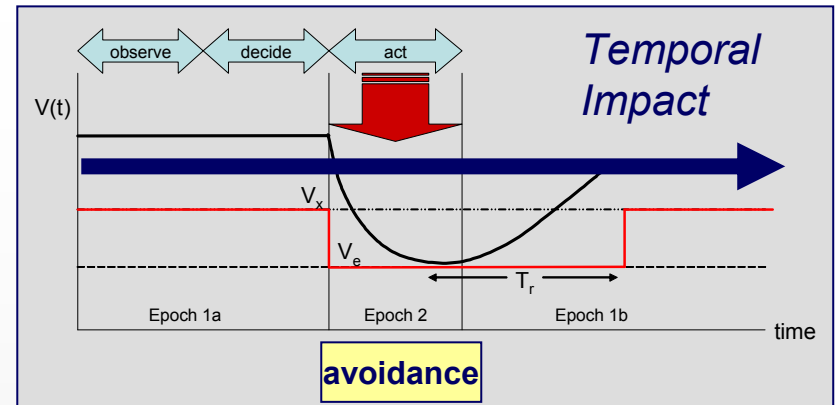 observe decide act
Temporal
Impact
V(t)
Vx
Ve
Tr
Epoch 1a Epoch 2 Epoch 1b
time
avoidance